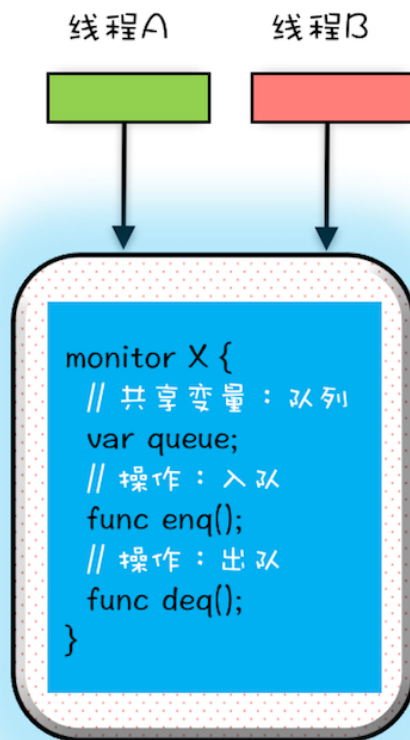 线程A 线程B
monitor X {
// 共享变量：队列
var queue;
// 操作：入队
func enq();
// 操作：出队
func deq();
}